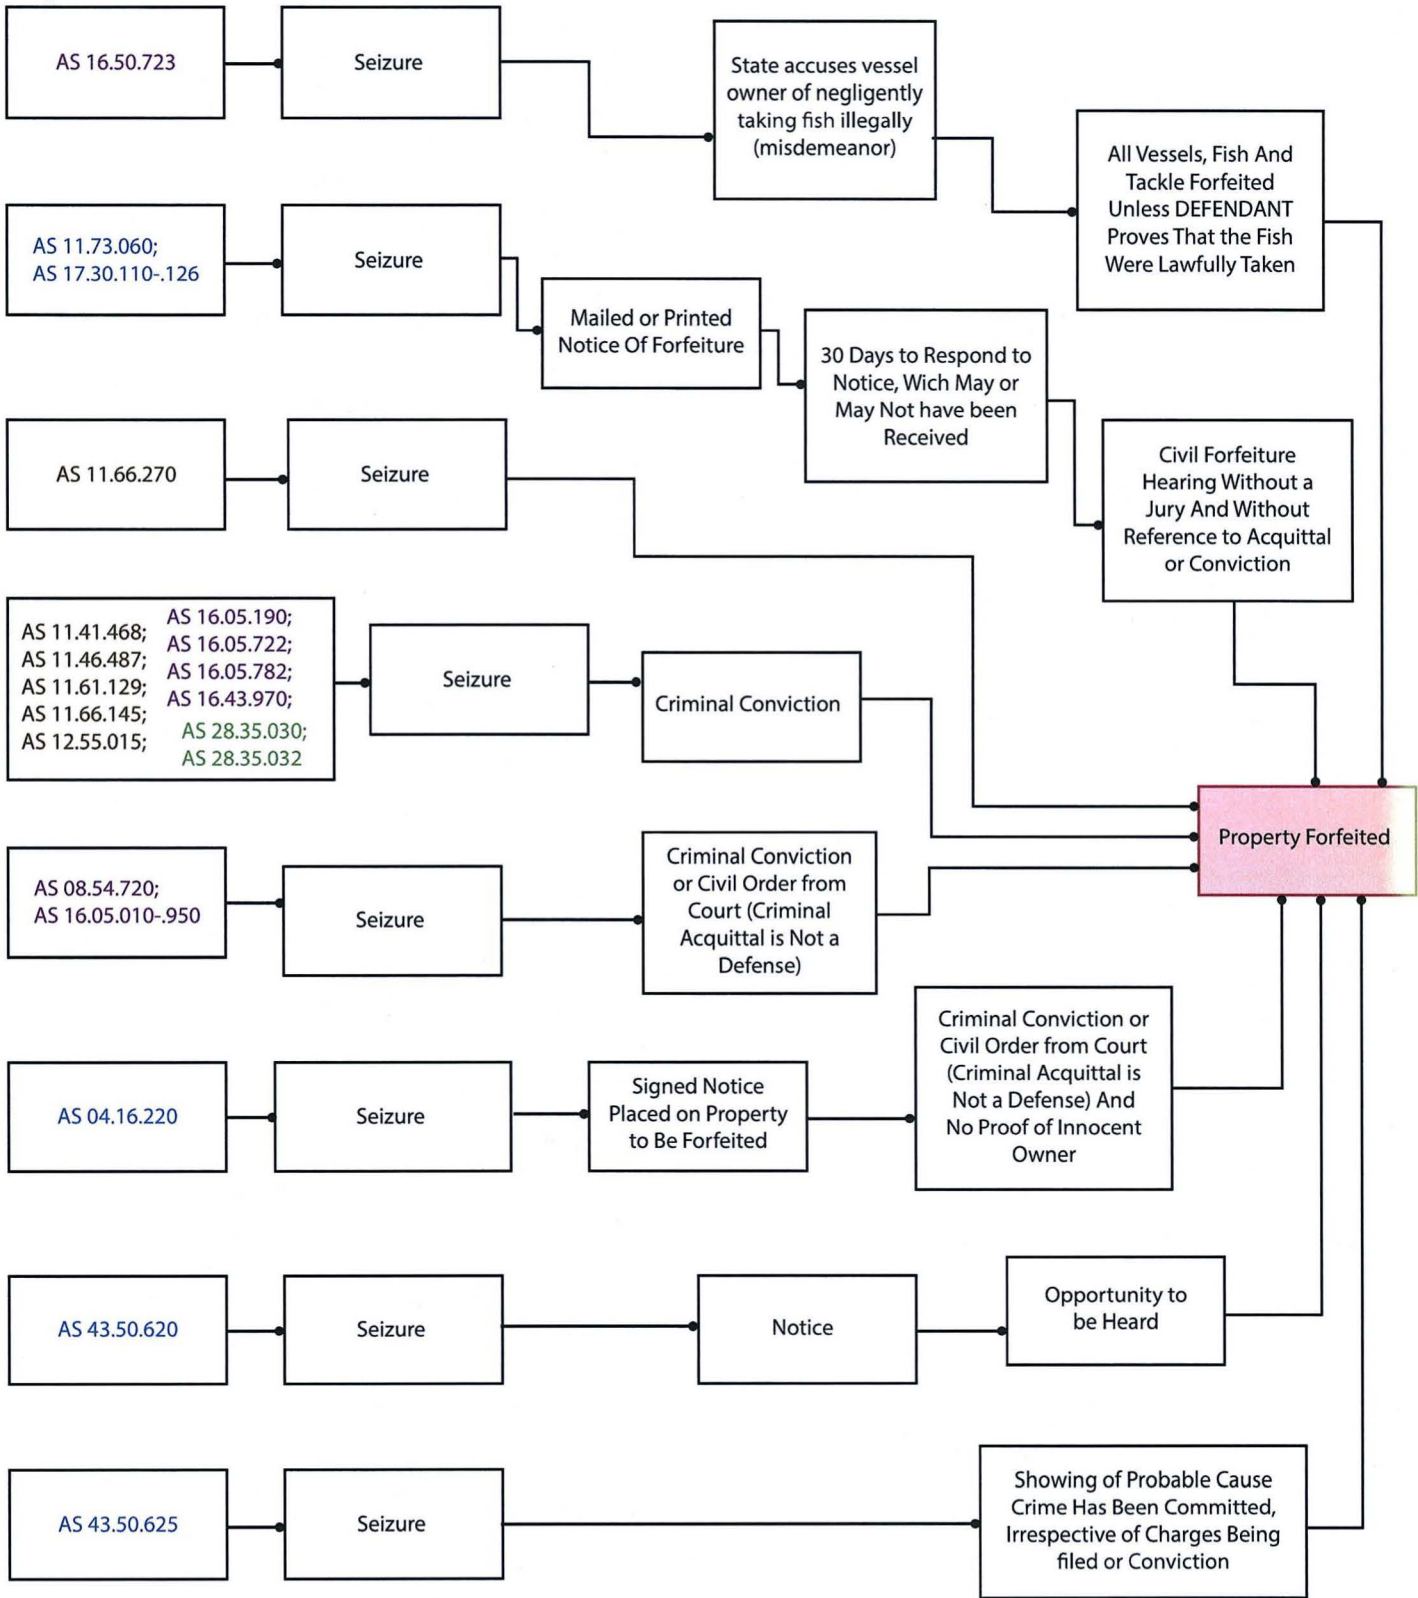 AS 16.50.723
Seizure
State accuses vessel
owner of negligently
taking fish illegally
(misdemeanor)
All Vessels, Fish And
Tackle Forfeited
Unless DEFENDANT
Proves That the Fish
Were Lawfully Taken
AS 11.73.060;
AS 17.30.110-.126
Seizure
Mailed or Printed
Notice Of Forfeiture
30 Days to Respond to
Notice, Wich May or
May Not have been
Received
Civil Forfeiture
Hearing Without a
Jury And Without
Reference to Acquittal
or Conviction
AS 11.66.270
Seizure
AS 11.41.468;
AS 11.46.487;
AS 11.61.129;
AS 11.66.145;
AS 12.55.015;
AS 16.05.190;
AS 16.05.722;
AS 16.05.782;
AS 16.43.970;
AS 28.35.030;
AS 28.35.032
Seizure
Criminal Conviction
Property Forfeited
AS 08.54.720;
AS 16.05.010-.950
Seizure
Criminal Conviction
or Civil Order from
Court (Criminal
Acquittal is Not a
Defense)
AS 04.16.220
Seizure
Signed Notice
Placed on Property
to Be Forfeited
Criminal Conviction or
Civil Order from Court
(Criminal Acquittal is
Not a Defense) And
No Proof of Innocent
Owner
AS 43.50.620
Seizure
Notice
Opportunity to
be Heard
AS 43.50.625
Seizure
Showing of Probable Cause
Crime Has Been Committed,
Irrespective of Charges Being
filed or Conviction